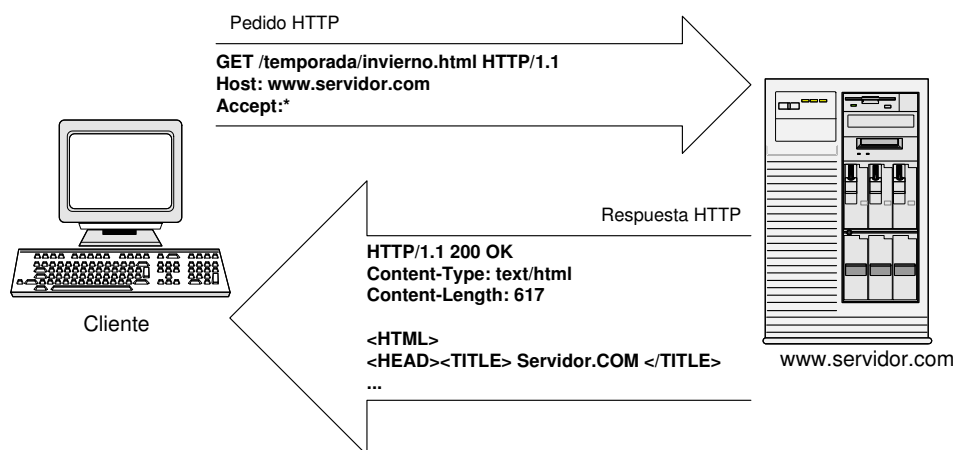 Pedido HTTP
GET /temporada/invierno.html HTTP/1.1
Host: www.servidor.com
Accept:*
Respuesta HTTP
HTTP/1.1 200 OK
Content-Type: text/html
Content-Length: 617
<HTML>
<HEAD><TITLE> Servidor.COM </TITLE>
...
Cliente
www.servidor.com